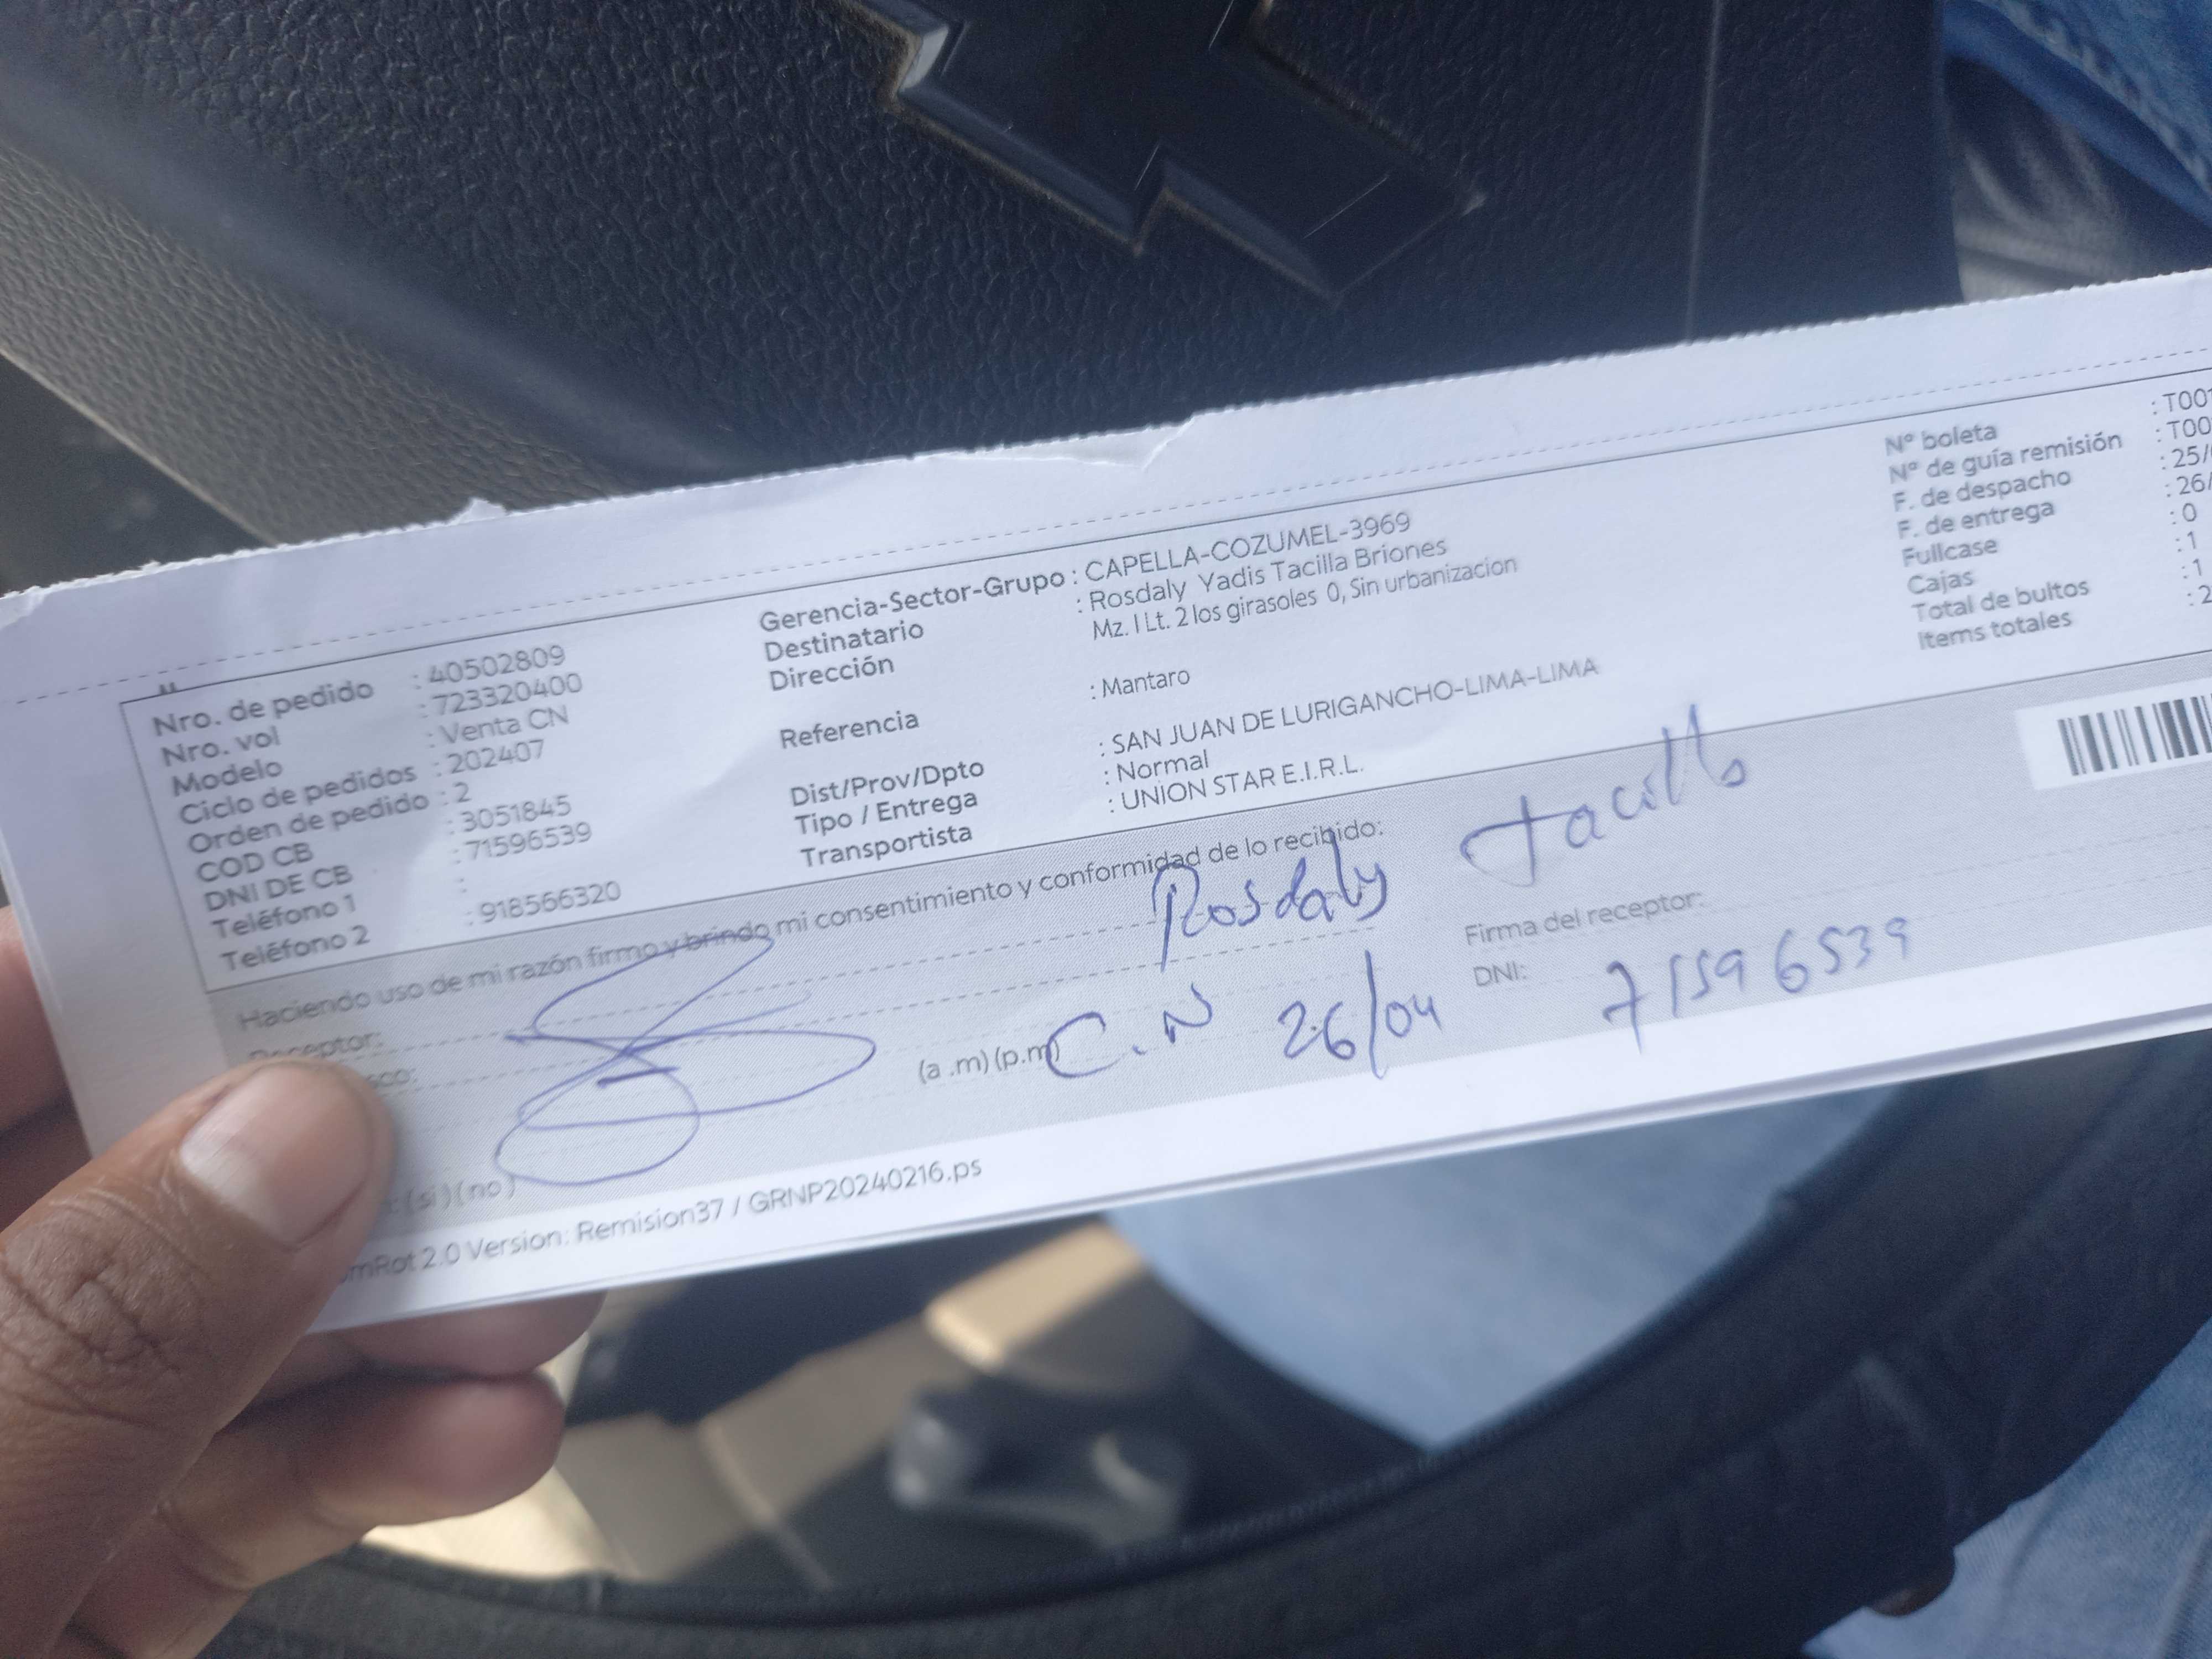 Nro. de pedido : 40502809
Nro. vol : 723320400
Modelo : Venta CN
Ciclo de pedidos : 202407
Orden de pedido : 2
COD CB : 3051845
DNI DE CB : 71596539
Teléfono 1 :
Teléfono 2 : 918566320
Gerencia-Sector-Grupo : CAPELLA-COZUMEL-3969
Destinatario : Rosdaly Yadis Tacilla Briones
Dirección Mz. I Lt. 2 los girasoles 0, Sin urbanizacion
Referencia : Mantaro
Dist/Prov/Dpto : SAN JUAN DE LURIGANCHO-LIMA-LIMA
Tipo / Entrega : Normal
Transportista : UNION STAR E.I.R.L.
Nº boleta : T00
Nº de guía remisión : T00
F. de despacho : 25/
F. de entrega : 26/
Fullcase : 0
Cajas : 1
Total de bultos : 1
Items totales : 2
Haciendo uso de mi razón firmo y brindo mi consentimiento y conformidad de lo recibido:
Rosdaly Tacilla
Receptor:
Firma del receptor:
(a .m) (p.m) C.N 26/04
DNI: 71596539
: (si) (no)
mRot 2.0 Version: Remision37 / GRNP20240216.ps